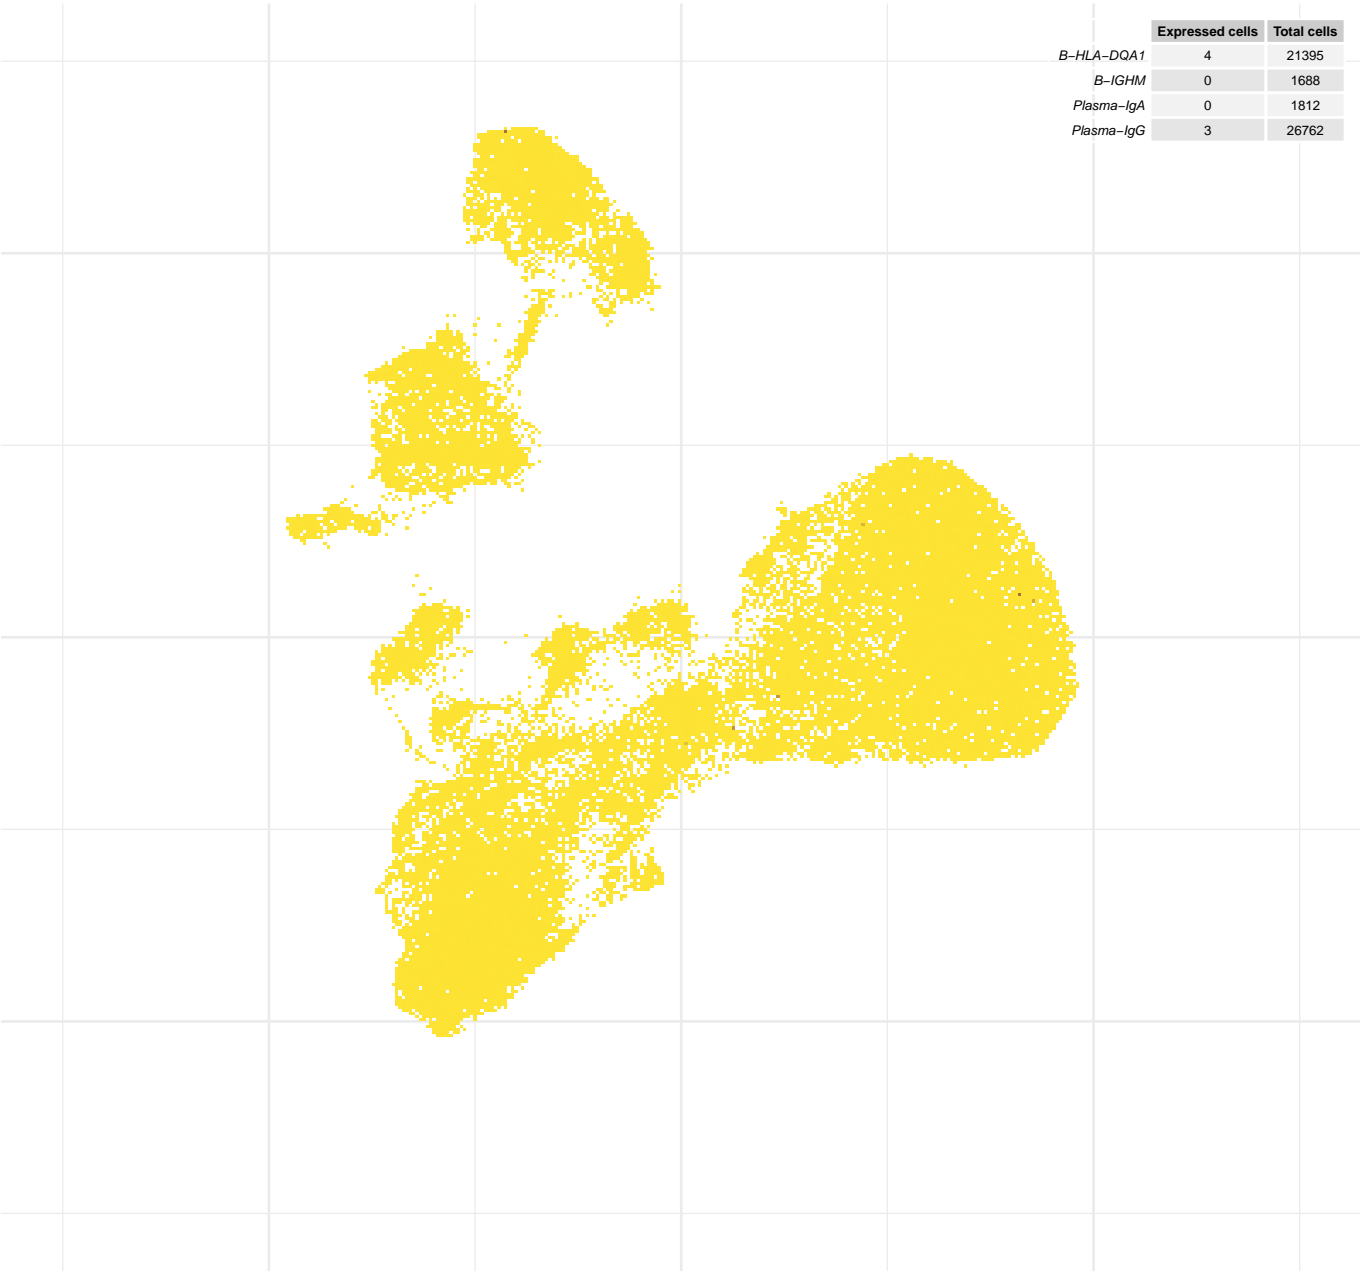 Expressed cells Total cells
B−HLA−DQA1 4 21395
B−IGHM 0 1688
Plasma−IgA 0 1812
Plasma−IgG 3 26762